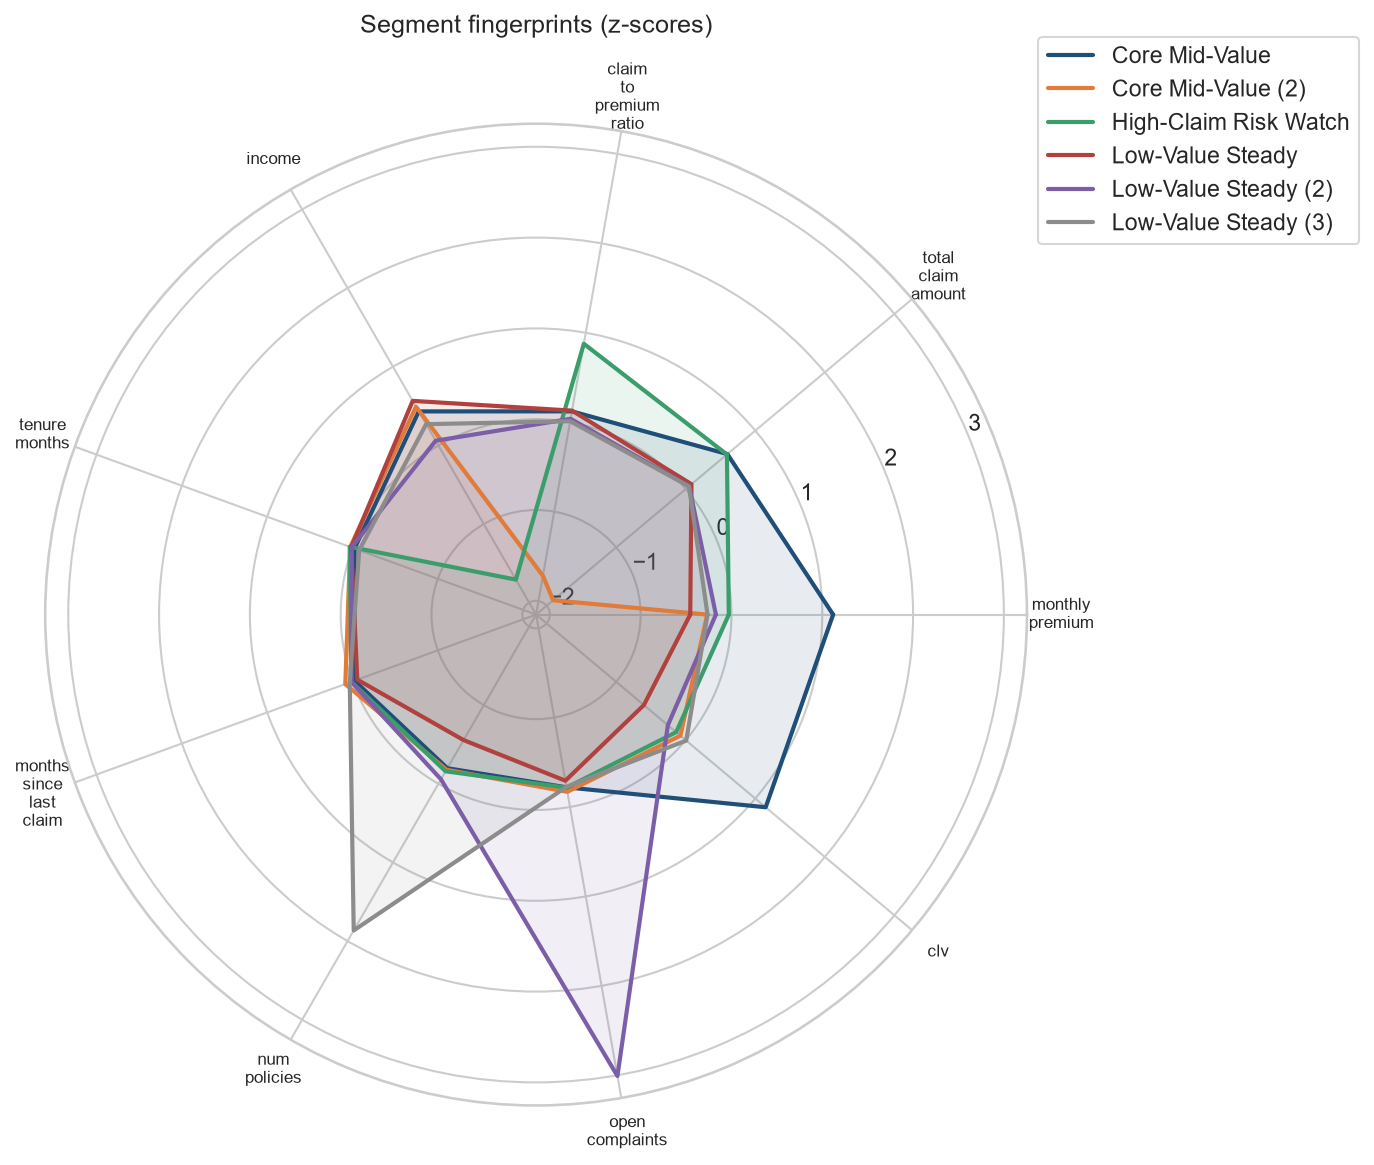 Segment fingerprints (z-scores)
Core Mid-Value
Core Mid-Value (2)
High-Claim Risk Watch
Low-Value Steady
Low-Value Steady (2)
Low-Value Steady (3)
claim
to
premium
ratio
income
total
claim
amount
tenure
months
3
2
1
0
−1
−2
monthly
premium
months
since
last
claim
clv
num
policies
open
complaints